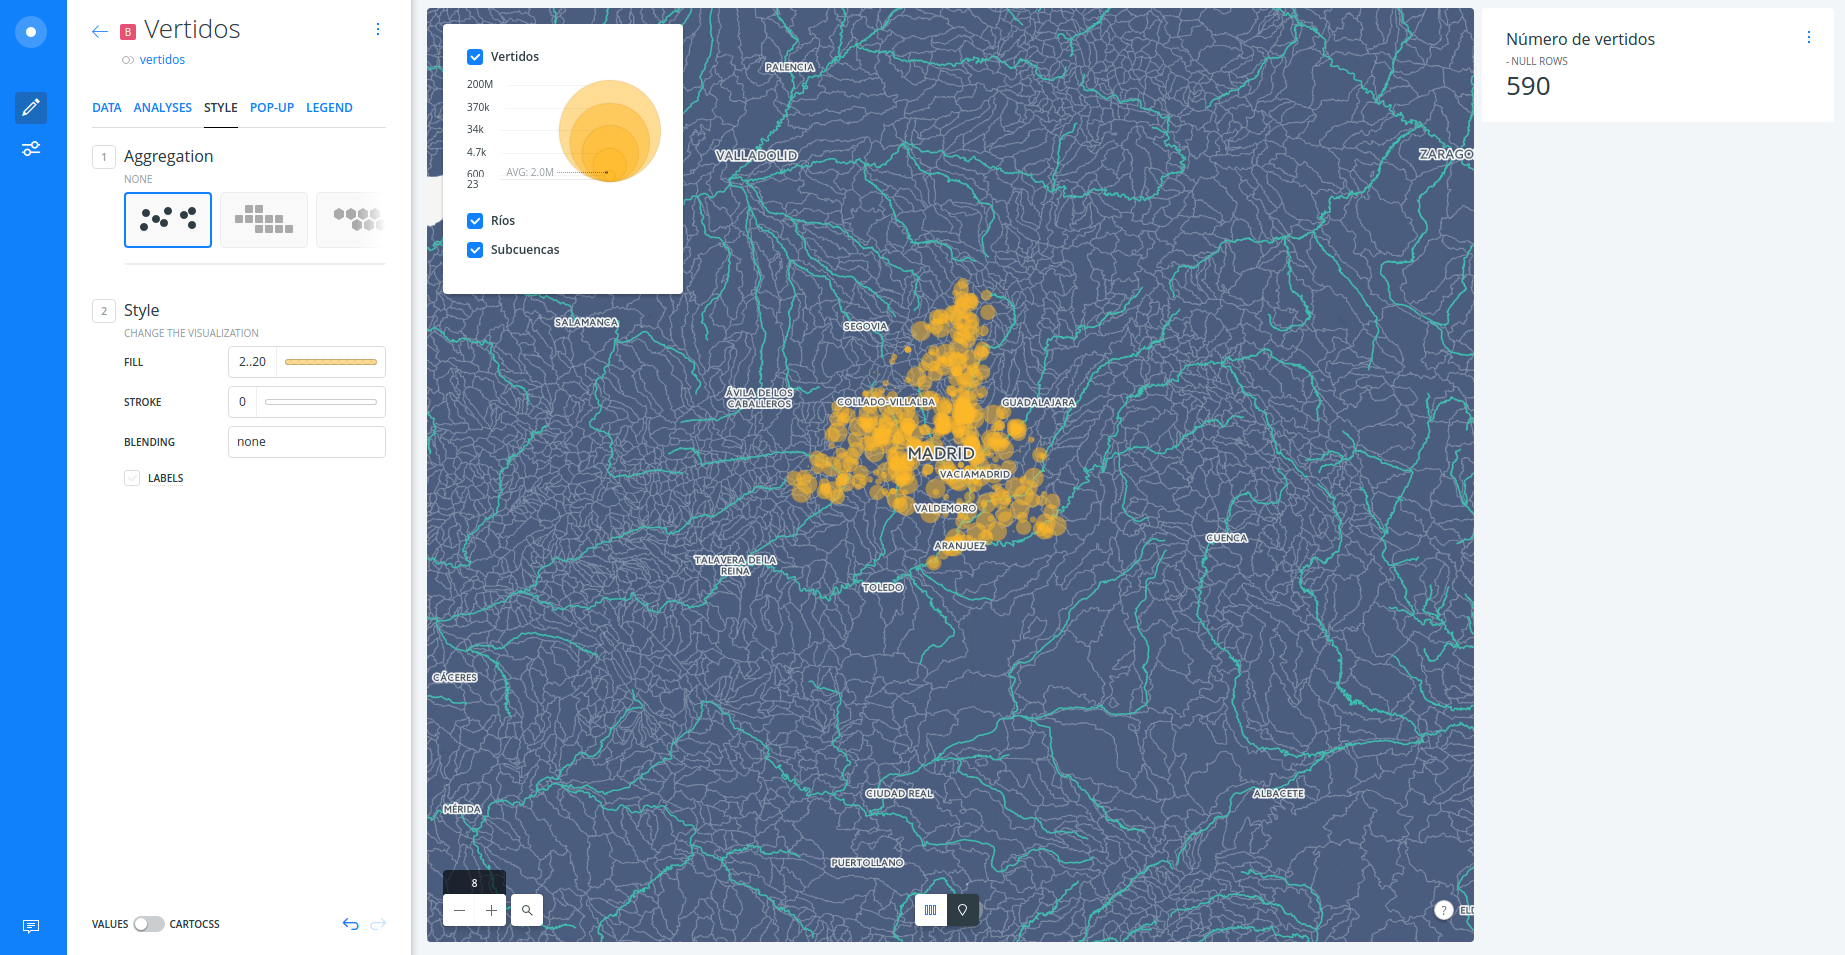 B Vertidos
vertidos
DATA ANALYSES STYLE POP-UP LEGEND
1 Aggregation
NONE
2 Style
CHANGE THE VISUALIZATION
FILL 2..20
STROKE 0
BLENDING none
LABELS
VALUES CARTOCSS
Vertidos
200M
370k
34k
4.7k
600
AVG: 2.0M
23
Ríos
Subcuencas
PALENCIA
VALLADOLID
ZARAGO
SALAMANCA
SEGOVIA
ÁVILA DE LOS
CABALLEROS
COLLADO-VILLALBA
GUADALAJARA
MADRID
VACIAMADRID
VALDEMORO
ARANJUEZ
CUENCA
TALAVERA DE LA
REINA
TOLEDO
CÁCERES
CIUDAD REAL
ALBACETE
MÉRIDA
PUERTOLLANO
8
?
Número de vertidos
- NULL ROWS
590